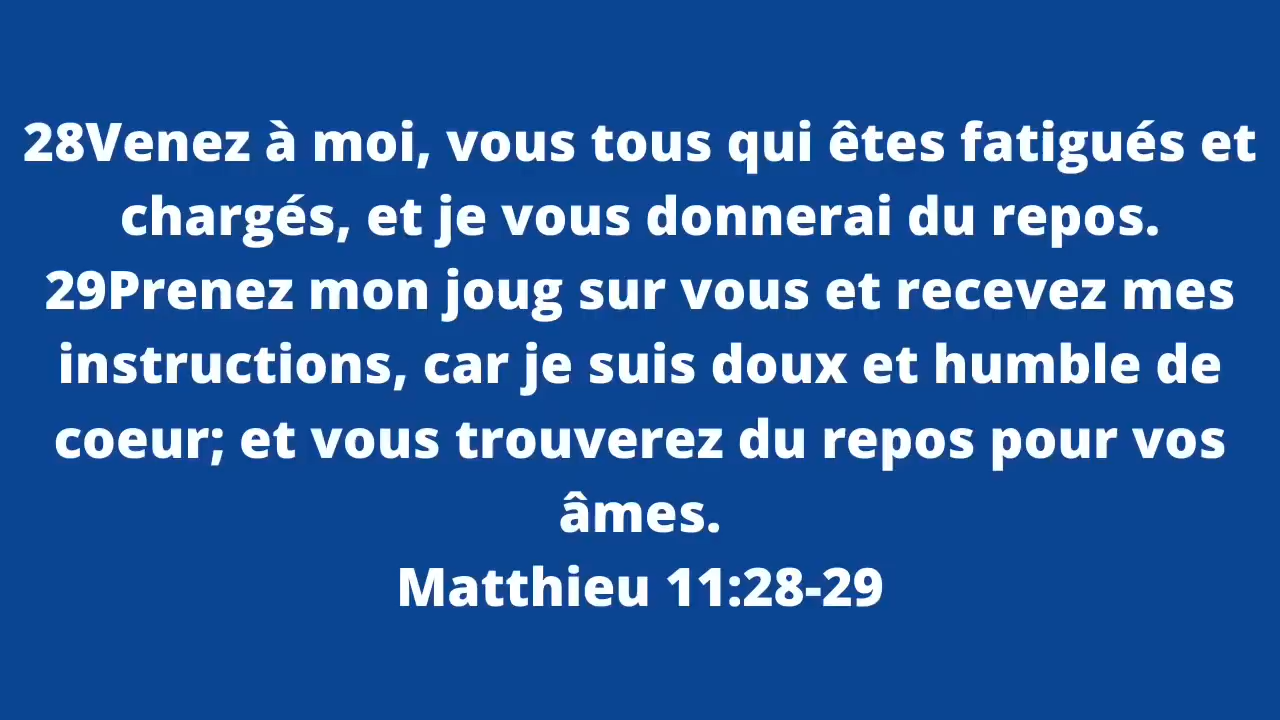 28Venez à moi, vous tous qui êtes fatigués et
chargés, et je vous donnerai du repos.
29Prenez mon joug sur vous et recevez mes
instructions, car je suis doux et humble de
coeur; et vous trouverez du repos pour vos
âmes.
Matthieu 11:28-29